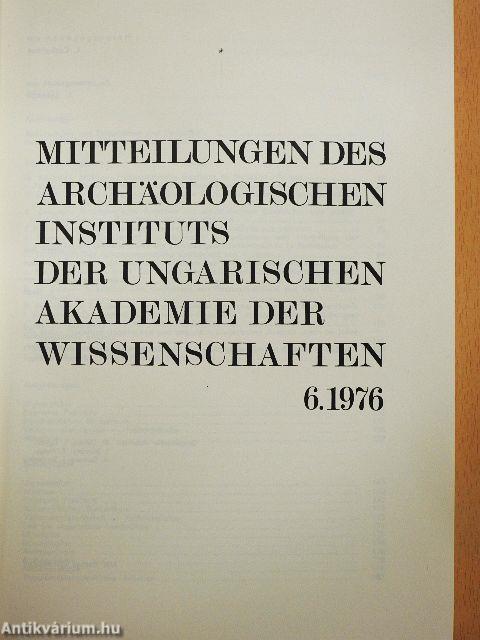 MITTEILUNGEN DES
ARCHÄOLOGISCHEN
INSTITUTS
DER UNGARISCHEN
AKADEMIE DER
WISSENSCHAFTEN
6.1976
Antikvárium.hu